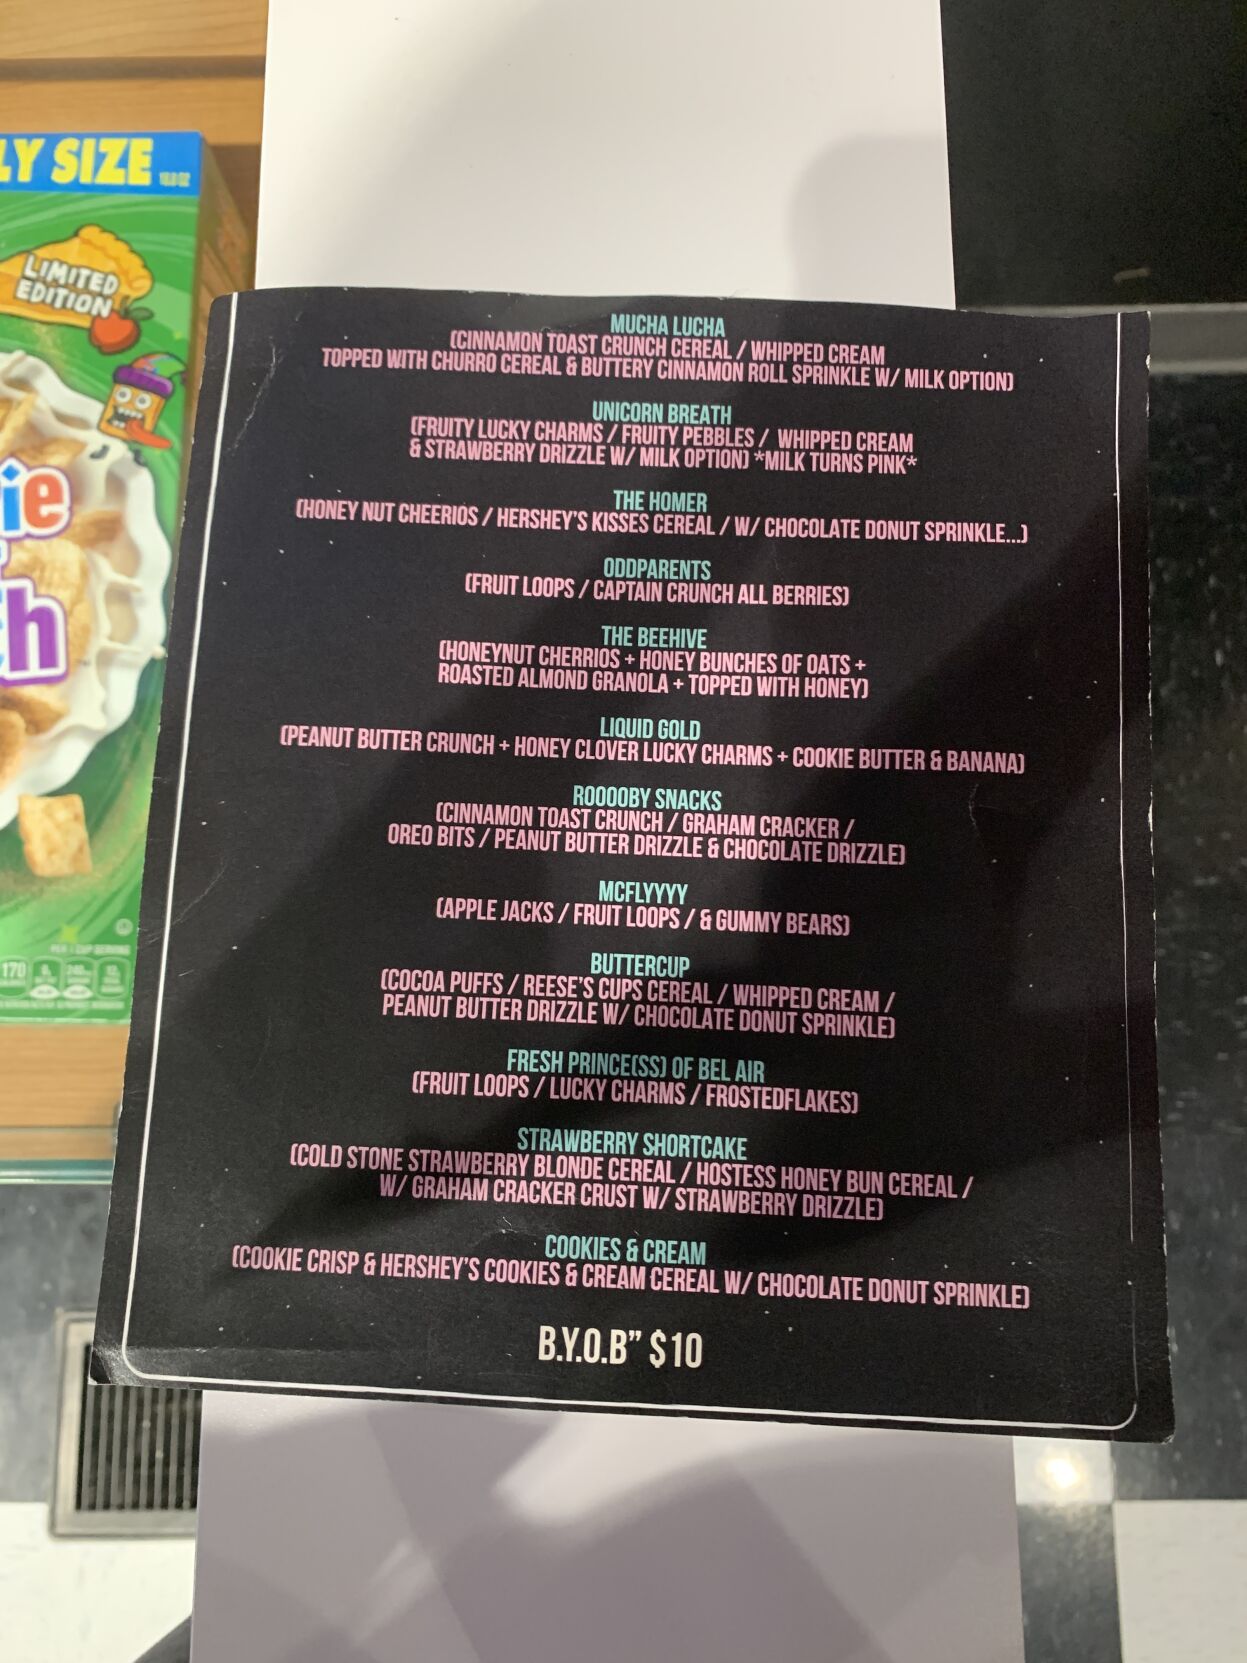 LY SIZE
LIMITED
EDITION
ie
h
170
MUCHA LUCHA
(CINNAMON TOAST CRUNCH CEREAL / WHIPPED CREAM
TOPPED WITH CHURRO CEREAL & BUTTERY CINNAMON ROLL SPRINKLE W/ MILK OPTION)
UNICORN BREATH
(FRUITY LUCKY CHARMS / FRUITY PEBBLES / WHIPPED CREAM
& STRAWBERRY DRIZZLE W/ MILK OPTION) *MILK TURNS PINK*
THE HOMER
(HONEY NUT CHEERIOS / HERSHEY'S KISSES CEREAL / W/ CHOCOLATE DONUT SPRINKLE...)
ODDPARENTS
(FRUIT LOOPS / CAPTAIN CRUNCH ALL BERRIES)
THE BEEHIVE
(HONEYNUT CHERRIOS + HONEY BUNCHES OF OATS +
ROASTED ALMOND GRANOLA + TOPPED WITH HONEY)
LIQUID GOLD
(PEANUT BUTTER CRUNCH + HONEY CLOVER LUCKY CHARMS + COOKIE BUTTER & BANANA)
ROOOOBY SNACKS
(CINNAMON TOAST CRUNCH / GRAHAM CRACKER /
OREO BITS / PEANUT BUTTER DRIZZLE & CHOCOLATE DRIZZLE)
MCFLYYYY
(APPLE JACKS / FRUIT LOOPS / & GUMMY BEARS)
BUTTERCUP
(COCOA PUFFS / REESE'S CUPS CEREAL / WHIPPED CREAM /
PEANUT BUTTER DRIZZLE W/ CHOCOLATE DONUT SPRINKLE)
FRESH PRINCE(SS) OF BEL AIR
(FRUIT LOOPS / LUCKY CHARMS / FROSTEDFLAKES)
STRAWBERRY SHORTCAKE
(COLD STONE STRAWBERRY BLONDE CEREAL / HOSTESS HONEY BUN CEREAL /
W/ GRAHAM CRACKER CRUST W/ STRAWBERRY DRIZZLE)
COOKIES & CREAM
(COOKIE CRISP & HERSHEY'S COOKIES & CREAM CEREAL W/ CHOCOLATE DONUT SPRINKLE)
B.Y.O.B" $10